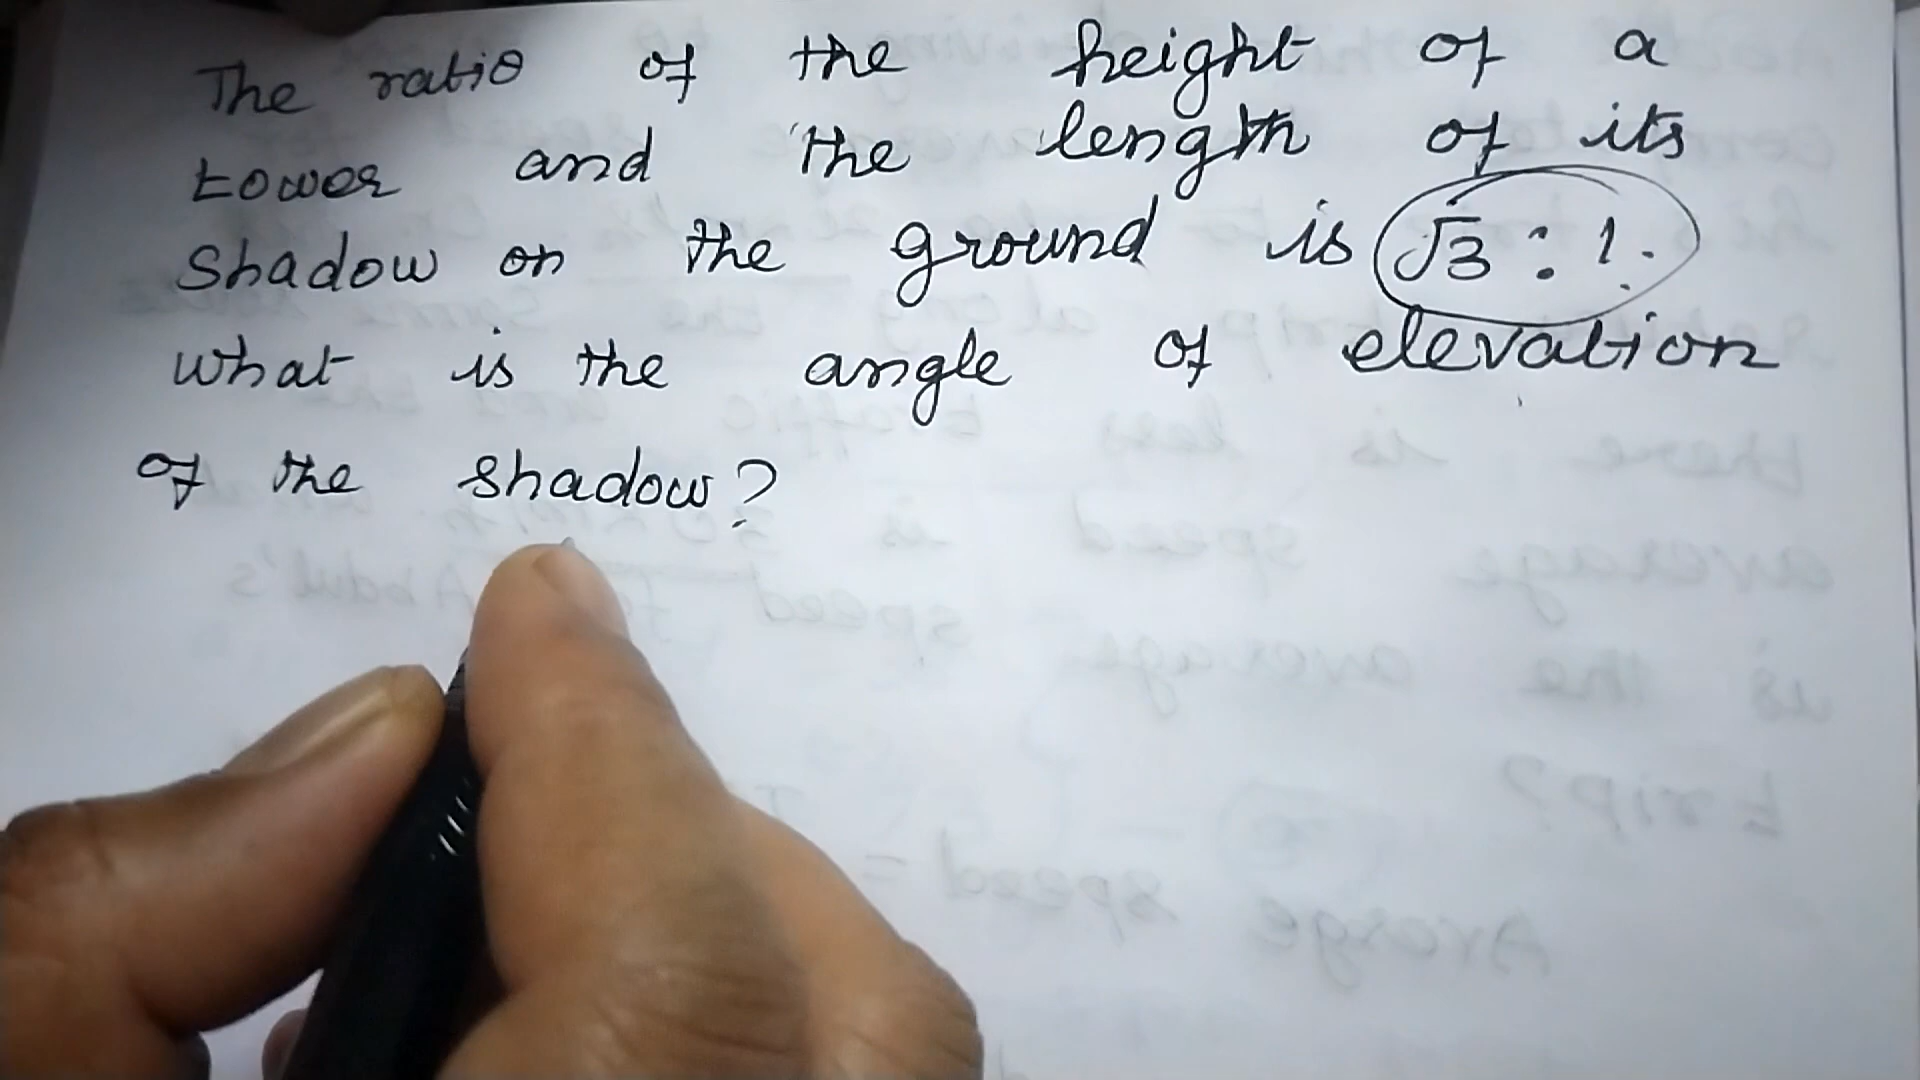 The ratio of the height of a
tower and the length of its
shadow on the ground is √3 : 1.
what is the angle of elevation
of the shadow?